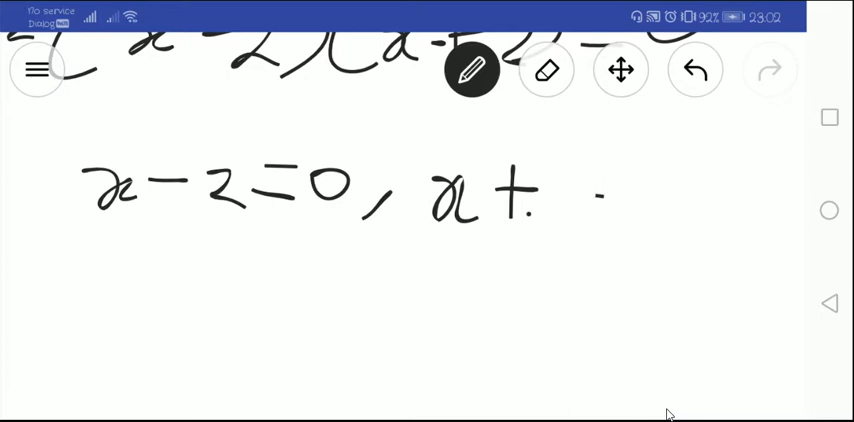 No service
Dialog
92% 23:02
x - 2 = 0, x +